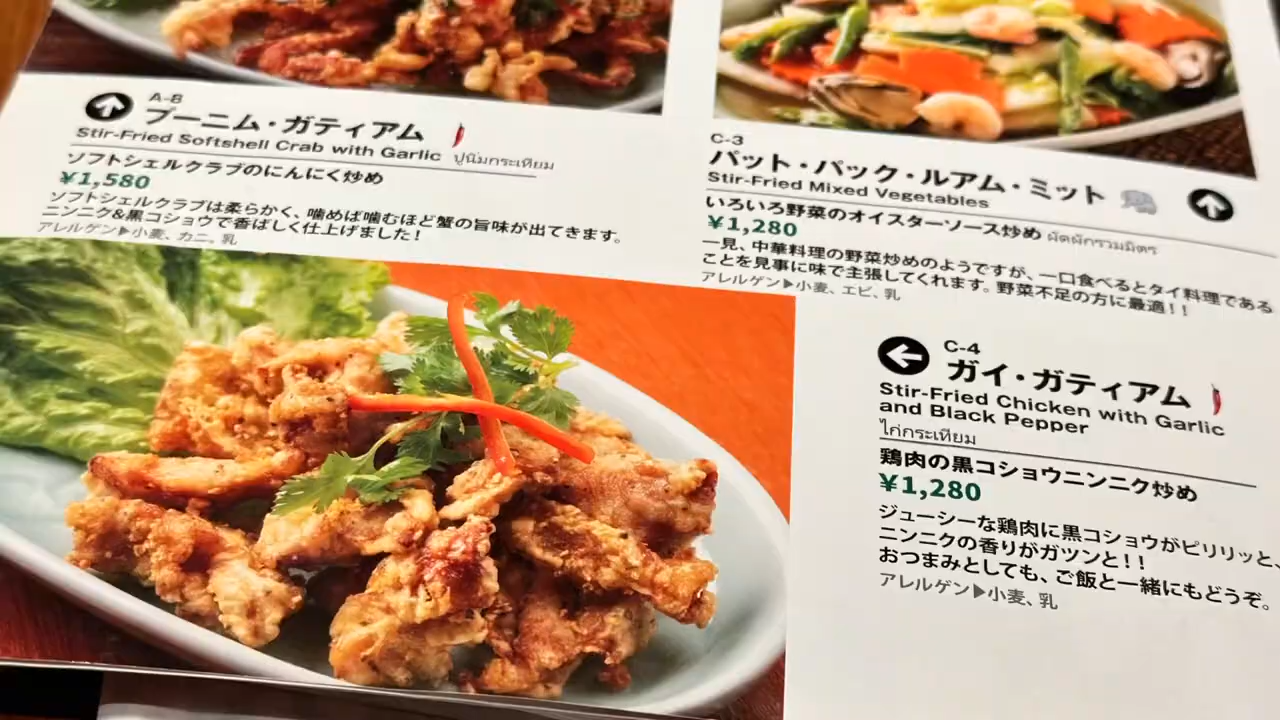 A-8
プーニム・ガティアム
Stir-Fried Softshell Crab with Garlic ปูนิ่มกระเทียม
ソフトシェルクラブのにんにく炒め
¥1,580
ソフトシェルクラブは柔らかく、噛めば噛むほど蟹の旨味が出てきます。
ニンニク&黒コショウで香ばしく仕上げました!
アレルゲン▶小麦、カニ、乳
C-3
パット・パック・ルアム・ミット
Stir-Fried Mixed Vegetables
いろいろ野菜のオイスターソース炒め ผัดผักรวมมิตร
¥1,280
一見、中華料理の野菜炒めのようですが、一口食べるとタイ料理である
ことを見事に味で主張してくれます。野菜不足の方に最適!!
アレルゲン▶小麦、エビ、乳
C-4
ガイ・ガティアム
Stir-Fried Chicken with Garlic
and Black Pepper
ไก่กระเทียม
鶏肉の黒コショウニンニク炒め
¥1,280
ジューシーな鶏肉に黒コショウがピリリッと、
ニンニクの香りがガツンと!!
おつまみとしても、ご飯と一緒にもどうぞ。
アレルゲン▶小麦、乳